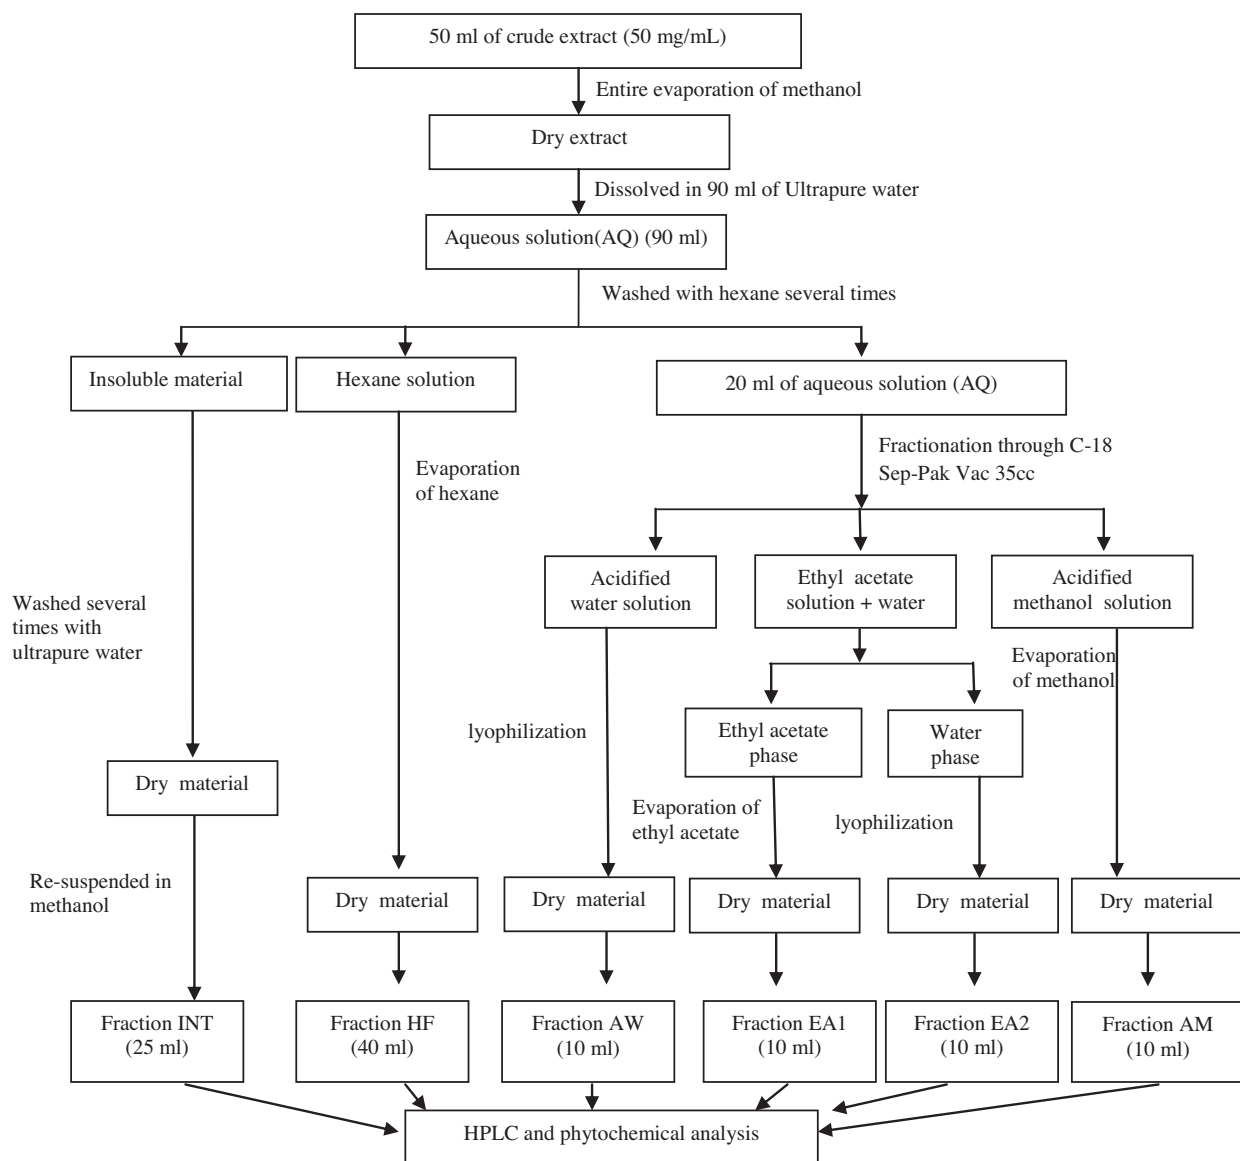 50 ml of crude extract (50 mg/mL)
Entire evaporation of methanol
Dry extract
Dissolved in 90 ml of Ultrapure water
Aqueous solution(AQ) (90 ml)
Washed with hexane several times
Insoluble material
Hexane solution
20 ml of aqueous solution (AQ)
Fractionation through C-18
Sep-Pak Vac 35cc
Evaporation
of hexane
Acidified
water solution
Ethyl acetate
solution + water
Acidified
methanol solution
Washed several
times with
ultrapure water
Evaporation
of methanol
lyophilization
Ethyl acetate
phase
Water
phase
Dry material
Evaporation of
ethyl acetate
lyophilization
Re-suspended in
methanol
Dry material
Dry material
Dry material
Dry material
Dry material
Fraction INT
(25 ml)
Fraction HF
(40 ml)
Fraction AW
(10 ml)
Fraction EA1
(10 ml)
Fraction EA2
(10 ml)
Fraction AM
(10 ml)
HPLC and phytochemical analysis